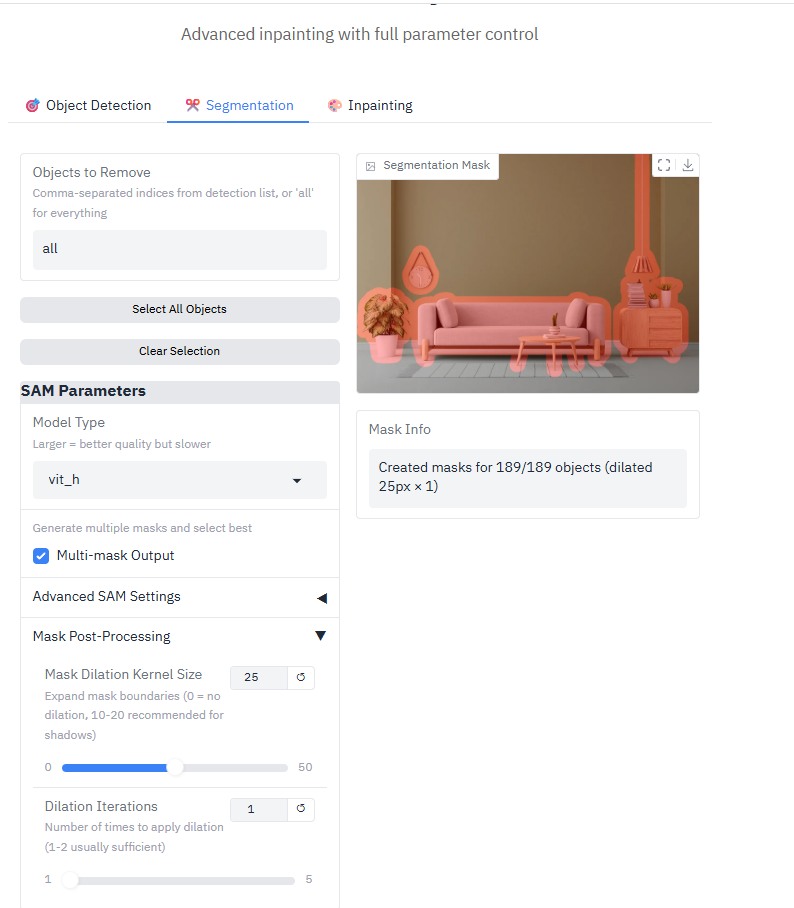 Advanced inpainting with full parameter control
Object Detection
Segmentation
Inpainting
Objects to Remove
Comma-separated indices from detection list, or 'all'
for everything
all
Select All Objects
Clear Selection
SAM Parameters
Model Type
Larger = better quality but slower
vit_h
Generate multiple masks and select best
Multi-mask Output
Advanced SAM Settings
Mask Post-Processing
Mask Dilation Kernel Size
25
Expand mask boundaries (0 = no
dilation, 10-20 recommended for
shadows)
0
50
Dilation Iterations
1
Number of times to apply dilation
(1-2 usually sufficient)
1
5
Segmentation Mask
Mask Info
Created masks for 189/189 objects (dilated
25px × 1)